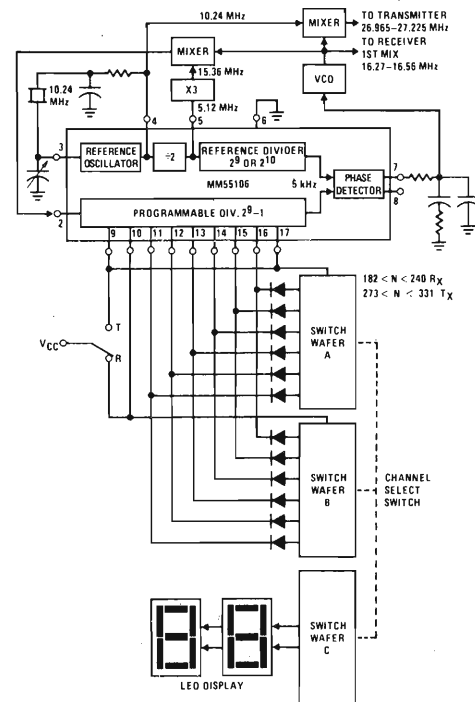 10.24 MHz
MIXER
TO TRANSMITTER
26.965-27.225 MHz
TO RECEIVER
1ST MIX
16.27-16.56 MHz
MIXER
15.36 MHz
VCO
10.24
MHz
X3
5.12 MHz
4
5
6
3
REFERENCE
OSCILLATOR
÷2
REFERENCE DIVIDER
2⁹ OR 2¹⁰
PHASE
DETECTOR
7
8
MM55106
5 kHz
2
PROGRAMMABLE DIV. 2⁹-1
9
10
11
12
13
14
15
16
17
182 < N < 240 RX
273 < N < 331 TX
T
VCC
R
SWITCH
WAFER
A
SWITCH
WAFER
B
CHANNEL
SELECT
SWITCH
88
SWITCH
WAFER
C
LED DISPLAY